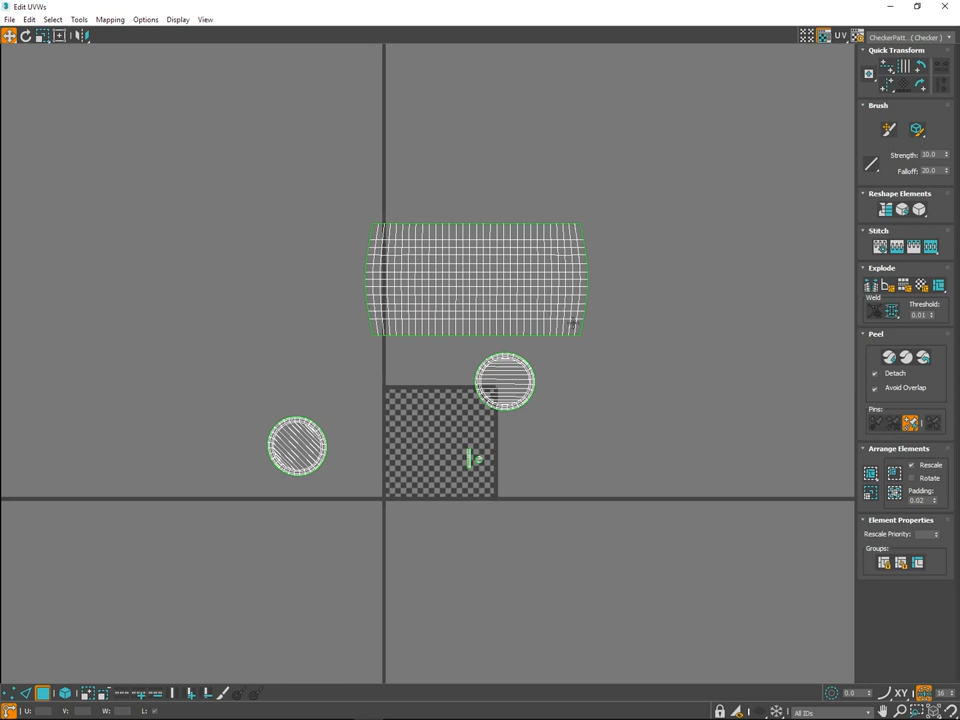 Edit UVWs
File Edit Select Tools Mapping Options Display View
UV
CheckerPatt... ( Checker )
Quick Transform
Brush
Strength: 10.0
Falloff: 20.0
Reshape Elements
Stitch
Explode
Weld
Threshold:
0.01
Peel
Detach
Avoid Overlap
Pins:
Arrange Elements
Rescale
Rotate
Padding:
0.02
Element Properties
Rescale Priority:
Groups:
0.0
XY
16
U:
V:
W:
L:
All IDs